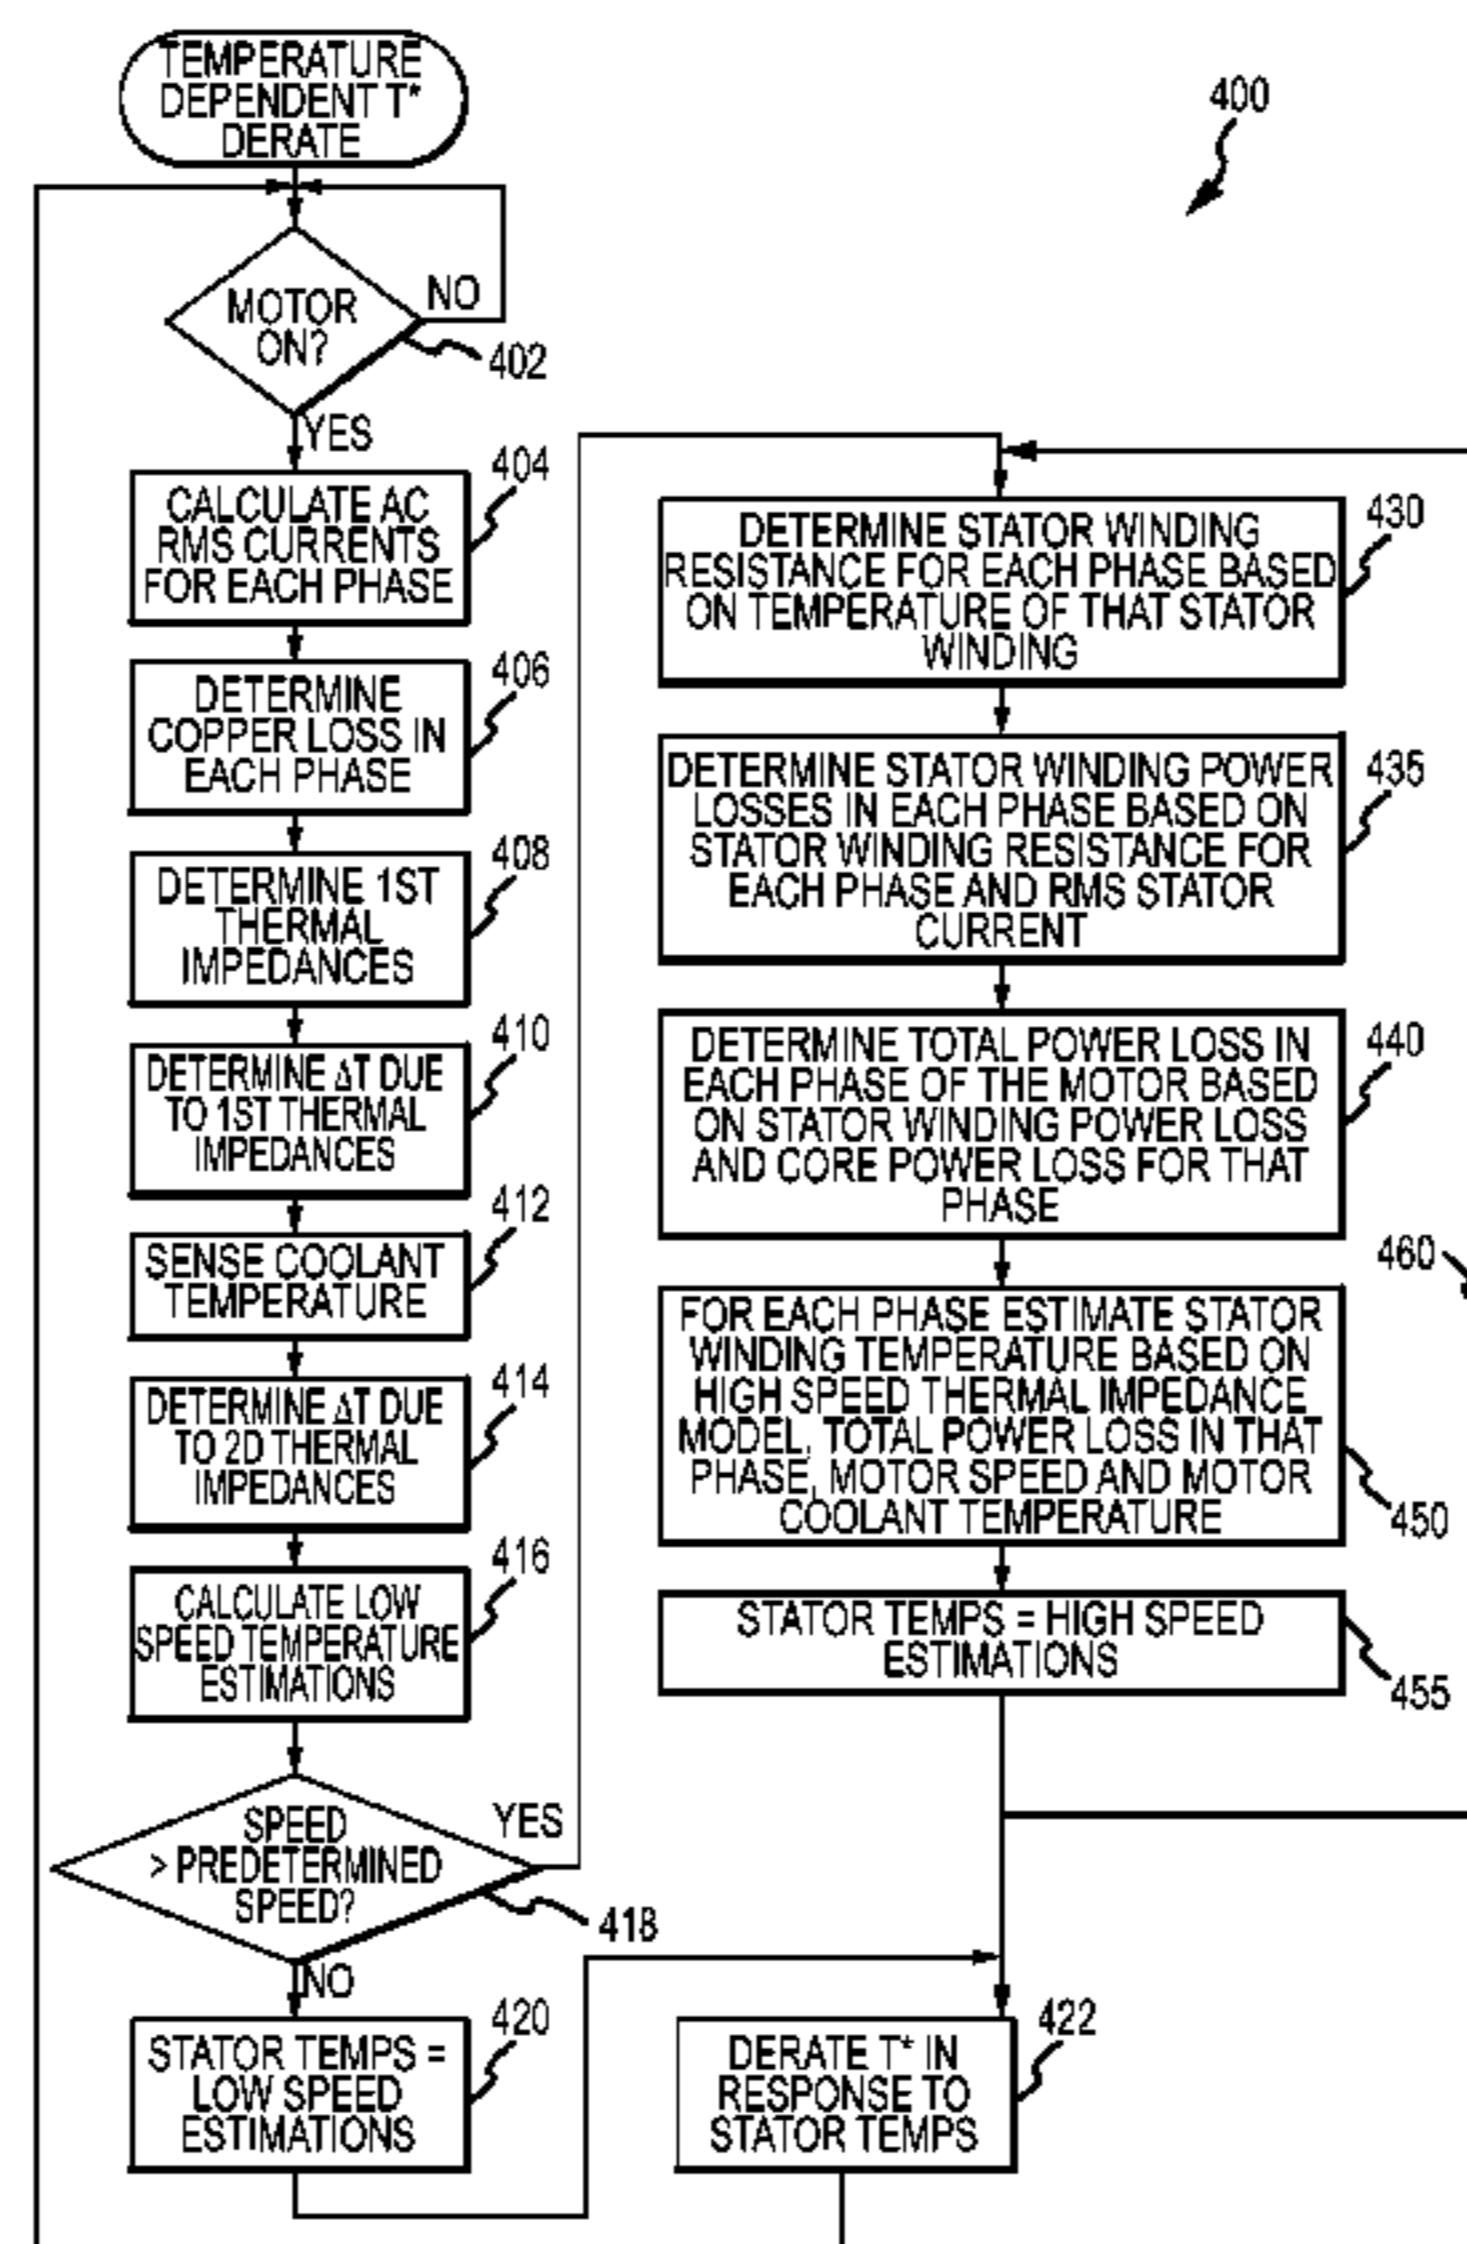 TEMPERATURE
DEPENDENT T*
DERATE
400
MOTOR
ON?
NO
402
YES
404
CALCULATE AC
RMS CURRENTS
FOR EACH PHASE
406
DETERMINE
COPPER LOSS IN
EACH PHASE
408
DETERMINE 1ST
THERMAL
IMPEDANCES
410
DETERMINE ΔT DUE
TO 1ST THERMAL
IMPEDANCES
412
SENSE COOLANT
TEMPERATURE
414
DETERMINE ΔT DUE
TO 2D THERMAL
IMPEDANCES
416
CALCULATE LOW
SPEED TEMPERATURE
ESTIMATIONS
SPEED
> PREDETERMINED
SPEED?
YES
418
NO
420
STATOR TEMPS =
LOW SPEED
ESTIMATIONS
430
DETERMINE STATOR WINDING
RESISTANCE FOR EACH PHASE BASED
ON TEMPERATURE OF THAT STATOR
WINDING
435
DETERMINE STATOR WINDING POWER
LOSSES IN EACH PHASE BASED ON
STATOR WINDING RESISTANCE FOR
EACH PHASE AND RMS STATOR
CURRENT
440
DETERMINE TOTAL POWER LOSS IN
EACH PHASE OF THE MOTOR BASED
ON STATOR WINDING POWER LOSS
AND CORE POWER LOSS FOR THAT
PHASE
460
FOR EACH PHASE ESTIMATE STATOR
WINDING TEMPERATURE BASED ON
HIGH SPEED THERMAL IMPEDANCE
MODEL, TOTAL POWER LOSS IN THAT
PHASE, MOTOR SPEED AND MOTOR
COOLANT TEMPERATURE
450
STATOR TEMPS = HIGH SPEED
ESTIMATIONS
455
422
DERATE T* IN
RESPONSE TO
STATOR TEMPS